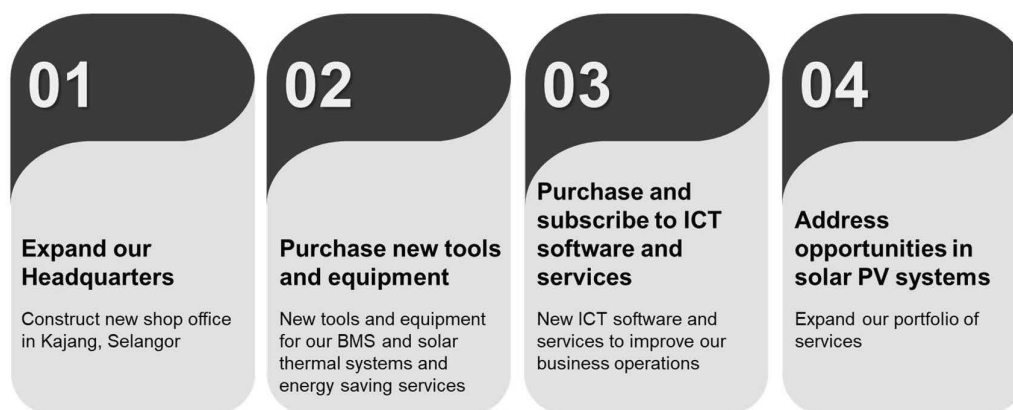 01
Expand our
Headquarters
Construct new shop office
in Kajang, Selangor
02
Purchase new tools
and equipment
New tools and equipment
for our BMS and solar
thermal systems and
energy saving services
03
Purchase and
subscribe to ICT
software and
services
New ICT software and
services to improve our
business operations
04
Address
opportunities in
solar PV systems
Expand our portfolio of
services